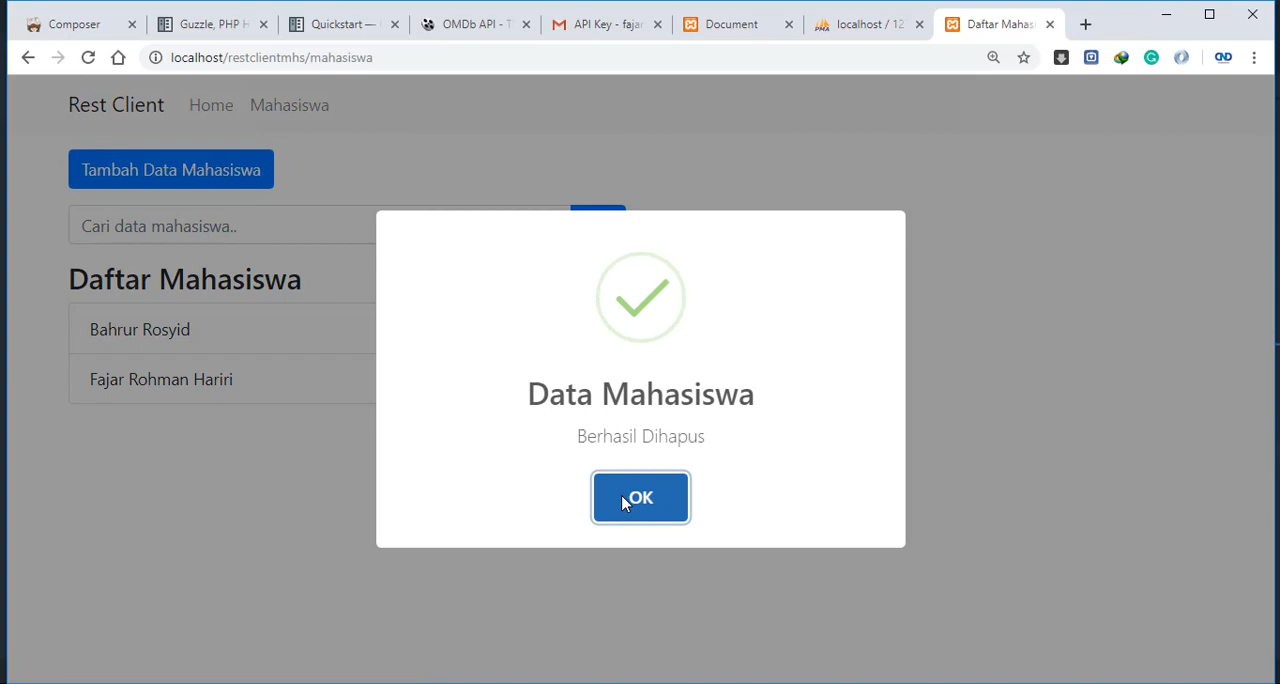 Composer
Guzzle, PHP H
Quickstart —
OMDb API - T
API Key - fajar
Document
localhost / 12
Daftar Mahas
localhost/restclientmhs/mahasiswa
Rest Client
Home
Mahasiswa
Tambah Data Mahasiswa
Cari data mahasiswa..
Daftar Mahasiswa
Bahrur Rosyid
Fajar Rohman Hariri
Data Mahasiswa
Berhasil Dihapus
OK